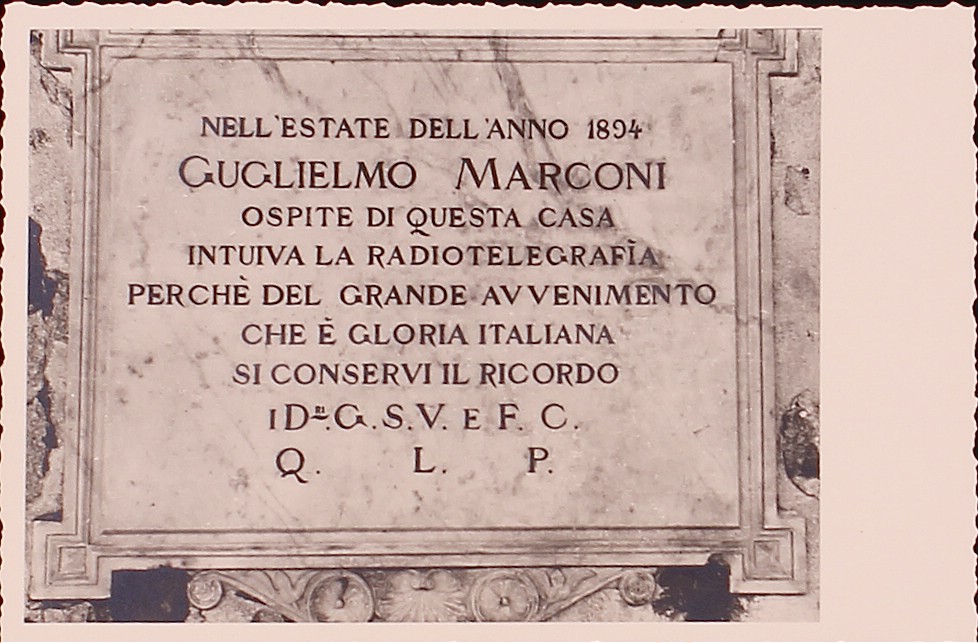 NELL'ESTATE DELL'ANNO 1894
GUGLIELMO MARCONI
OSPITE DI QUESTA CASA
INTUIVA LA RADIOTELEGRAFÌA
PERCHÈ DEL GRANDE AVVENIMENTO
CHE È GLORIA ITALIANA
SI CONSERVI IL RICORDO
I DRI. G. S. V. E F. C.
Q. L. P.